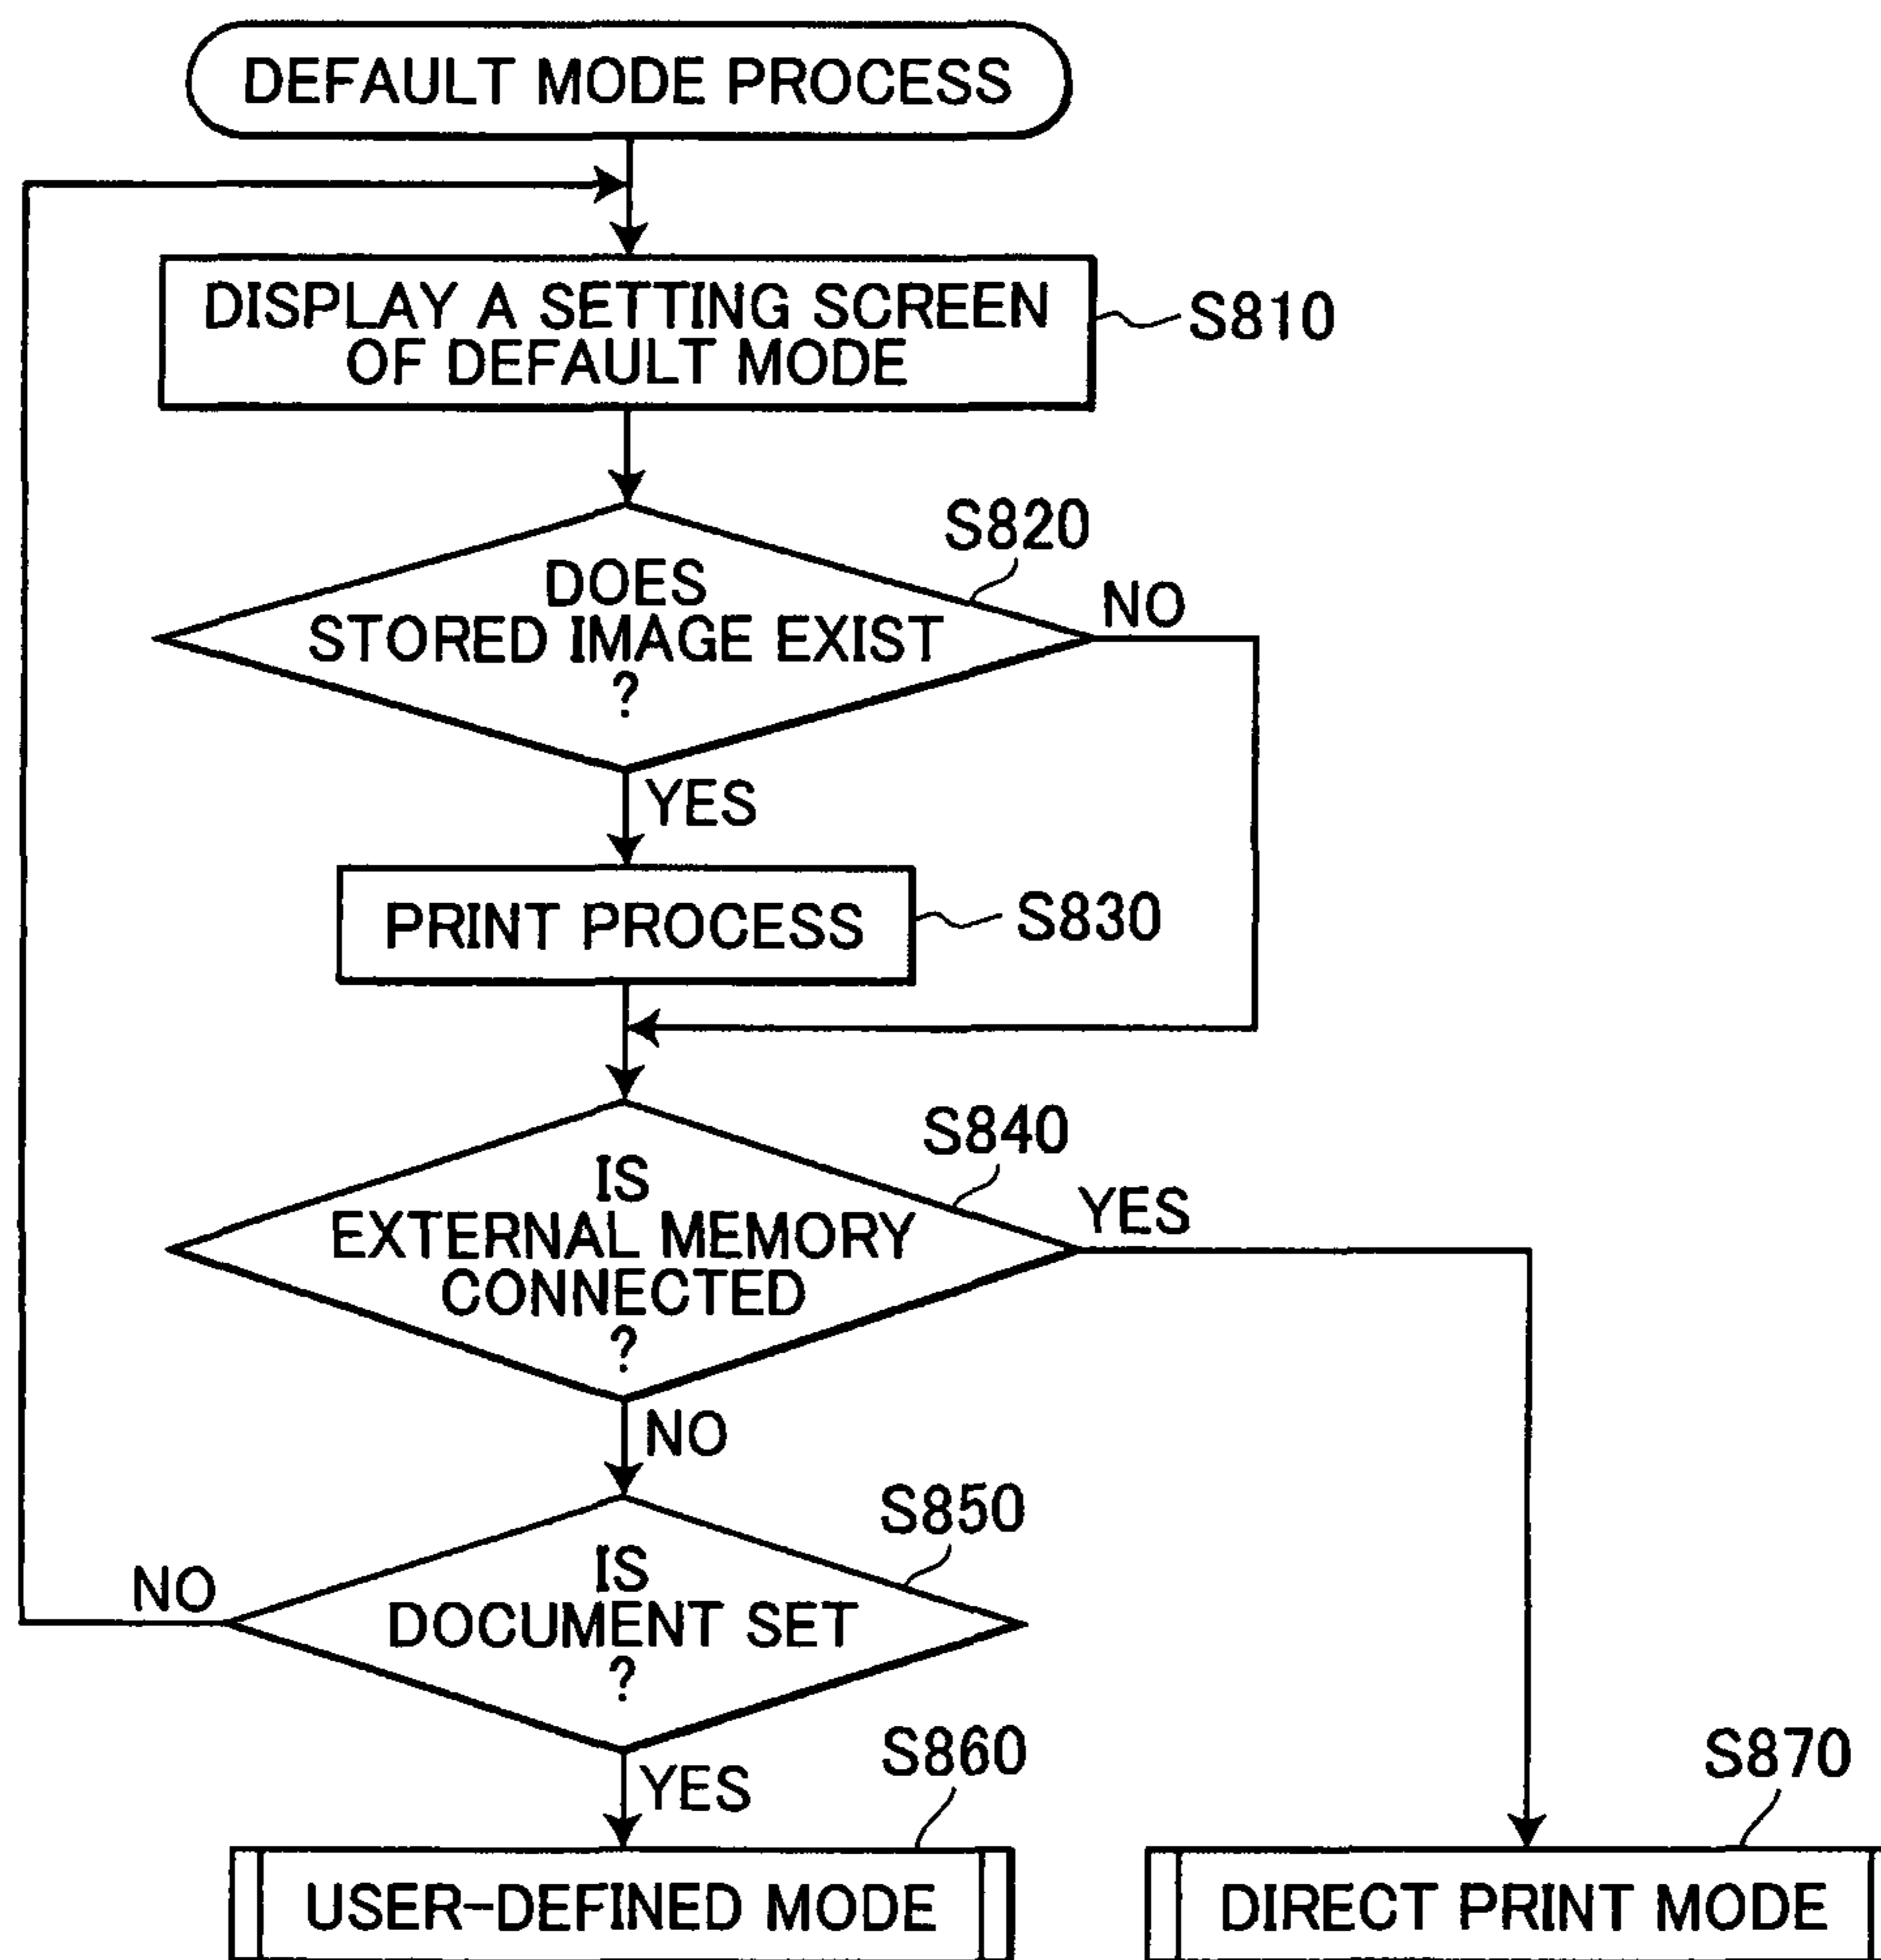 DEFAULT MODE PROCESS
DISPLAY A SETTING SCREEN
OF DEFAULT MODE
S810
S820
DOES
STORED IMAGE EXIST
?
NO
YES
PRINT PROCESS
S830
S840
IS
EXTERNAL MEMORY
CONNECTED
?
YES
NO
S850
IS
DOCUMENT SET
?
NO
YES
S860
USER-DEFINED MODE
S870
DIRECT PRINT MODE